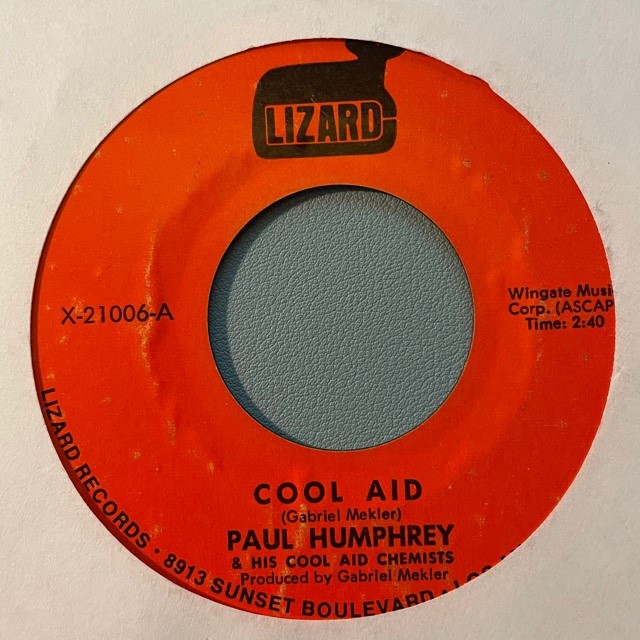 LIZARD
X-21006-A
Wingate Musi
Corp. (ASCAP
Time: 2:40
COOL AID
(Gabriel Mekler)
PAUL HUMPHREY
& HIS COOL AID CHEMISTS
Produced by Gabriel Mekler
LIZARD RECORDS • 8913 SUNSET BOULEVARD